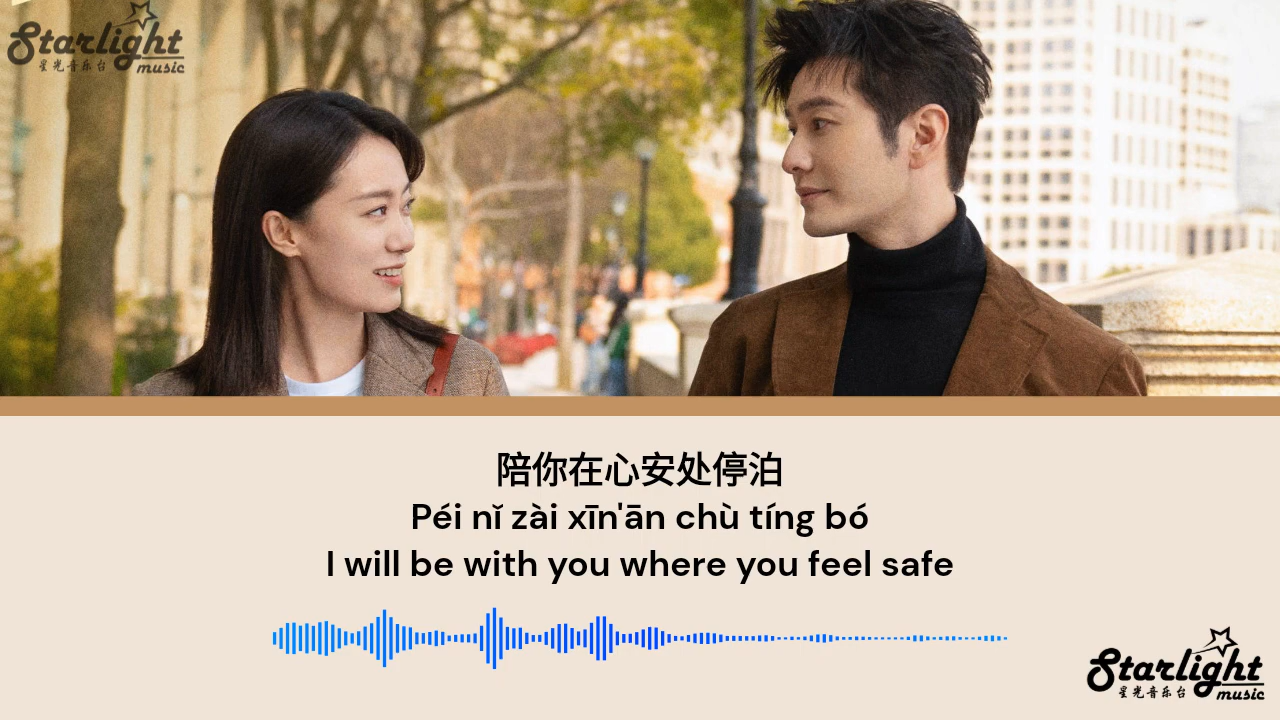 Starlight
星光音乐台 music
陪你在心安处停泊
Péi nǐ zài xīn'ān chù tíng bó
I will be with you where you feel safe
Starlight
星光音乐台 music